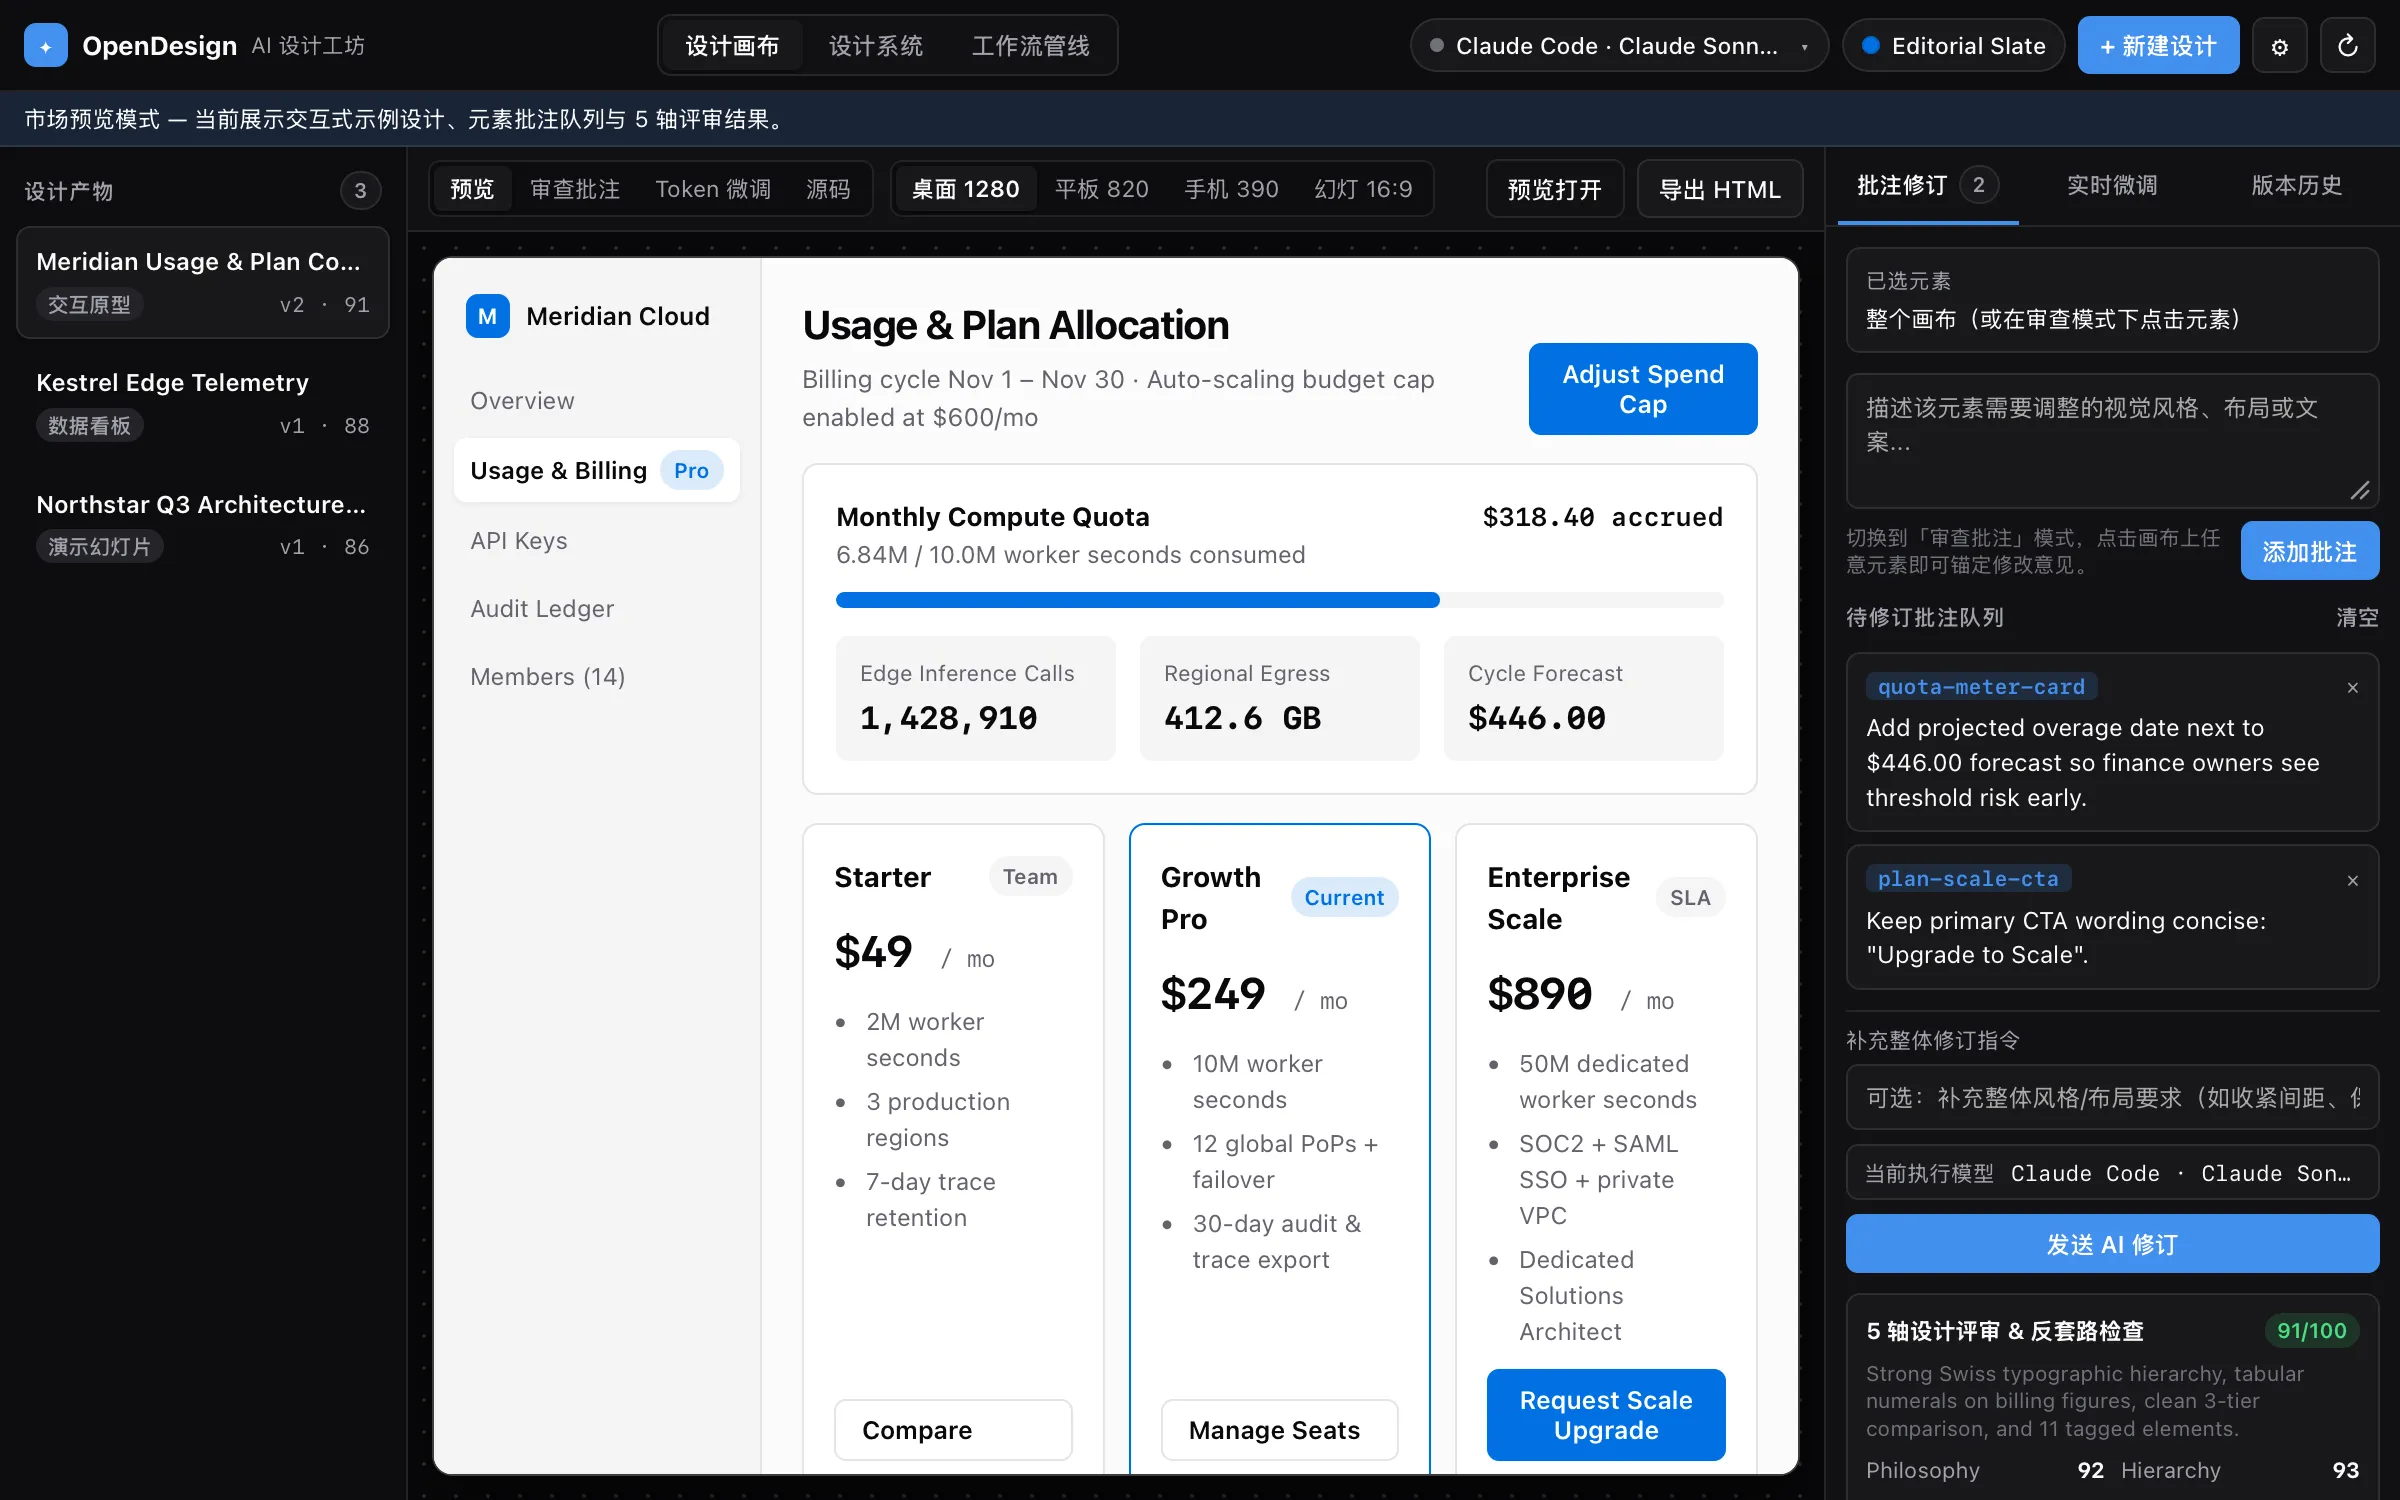 OpenDesign AI 设计工坊
设计画布 设计系统 工作流管线
Claude Code · Claude Sonn...
Editorial Slate
+ 新建设计
市场预览模式 — 当前展示交互式示例设计、元素批注队列与 5 轴评审结果。
设计产物 3
Meridian Usage & Plan Co...
交互原型 v2 · 91
Kestrel Edge Telemetry
数据看板 v1 · 88
Northstar Q3 Architecture...
演示幻灯片 v1 · 86
预览 审查批注 Token 微调 源码
桌面 1280 平板 820 手机 390 幻灯 16:9
预览打开 导出 HTML
M Meridian Cloud
Overview
Usage & Billing Pro
API Keys
Audit Ledger
Members (14)
Usage & Plan Allocation
Billing cycle Nov 1 – Nov 30 · Auto-scaling budget cap
enabled at $600/mo
Adjust Spend
Cap
Monthly Compute Quota
$318.40 accrued
6.84M / 10.0M worker seconds consumed
Edge Inference Calls
1,428,910
Regional Egress
412.6 GB
Cycle Forecast
$446.00
Starter Team
$49 / mo
2M worker
seconds
3 production
regions
7-day trace
retention
Compare
Growth
Pro
Current
$249 / mo
10M worker
seconds
12 global PoPs +
failover
30-day audit &
trace export
Manage Seats
Enterprise
Scale
SLA
$890 / mo
50M dedicated
worker seconds
SOC2 + SAML
SSO + private
VPC
Dedicated
Solutions
Architect
Request Scale
Upgrade
批注修订 2 实时微调 版本历史
已选元素
整个画布（或在审查模式下点击元素）
描述该元素需要调整的视觉风格、布局或文
案...
切换到「审查批注」模式，点击画布上任
意元素即可锚定修改意见。
添加批注
待修订批注队列 清空
quota-meter-card ×
Add projected overage date next to
$446.00 forecast so finance owners see
threshold risk early.
plan-scale-cta ×
Keep primary CTA wording concise:
"Upgrade to Scale".
补充整体修订指令
可选：补充整体风格/布局要求（如收紧间距、
当前执行模型 Claude Code · Claude Son...
发送 AI 修订
5 轴设计评审 & 反套路检查 91/100
Strong Swiss typographic hierarchy, tabular
numerals on billing figures, clean 3-tier
comparison, and 11 tagged elements.
Philosophy 92 Hierarchy 93